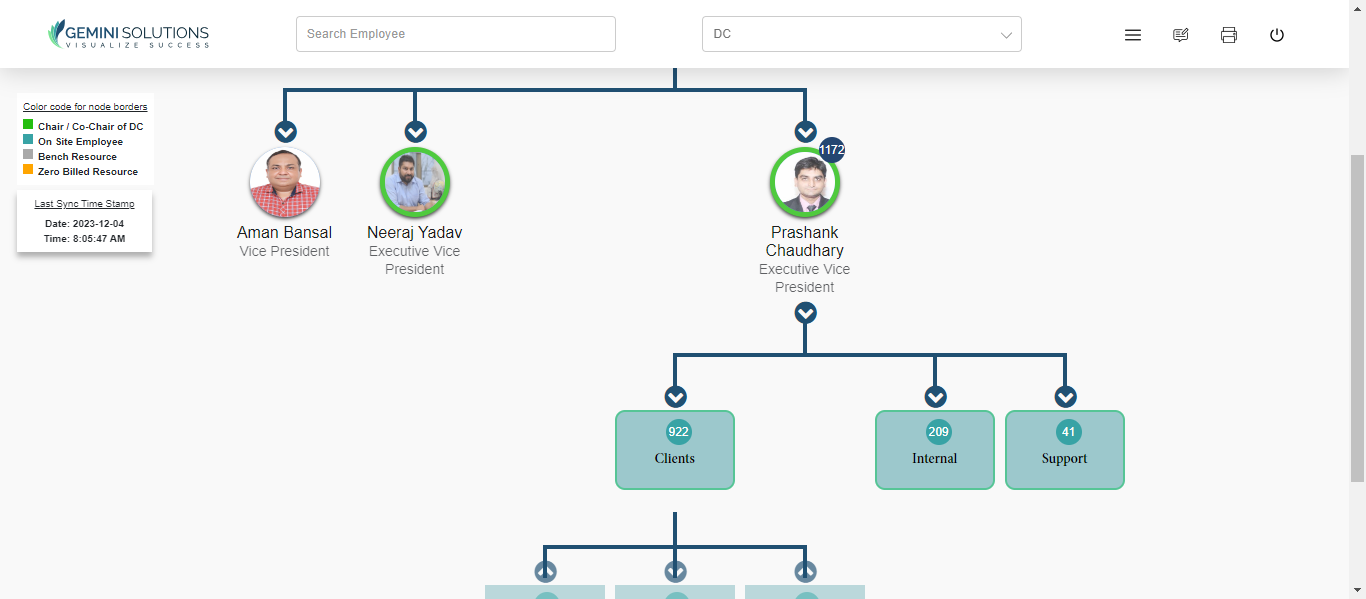 GEMINI SOLUTIONS
VISUALIZE SUCCESS
Search Employee
DC
Color code for node borders
Chair / Co-Chair of DC
On Site Employee
Bench Resource
Zero Billed Resource
Last Sync Time Stamp
Date: 2023-12-04
Time: 8:05:47 AM
Aman Bansal
Vice President
Neeraj Yadav
Executive Vice
President
1172
Prashank
Chaudhary
Executive Vice
President
922
Clients
209
Internal
41
Support